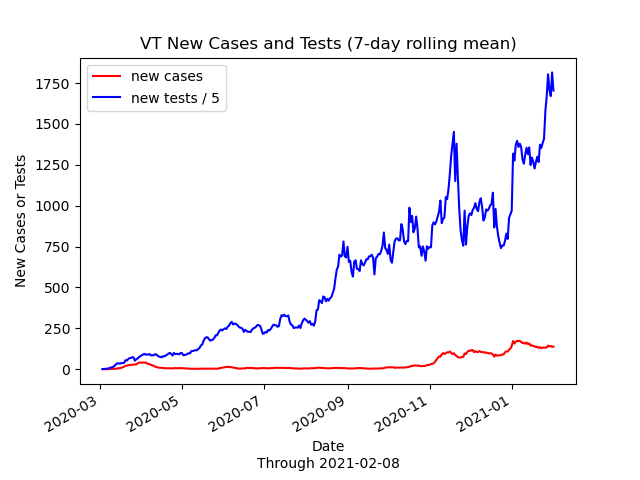 VT New Cases and Tests (7-day rolling mean)
new cases
new tests / 5
New Cases or Tests
1750
1500
1250
1000
750
500
250
0
2020-03
2020-05
2020-07
2020-09
2020-11
2021-01
Date
Through 2021-02-08